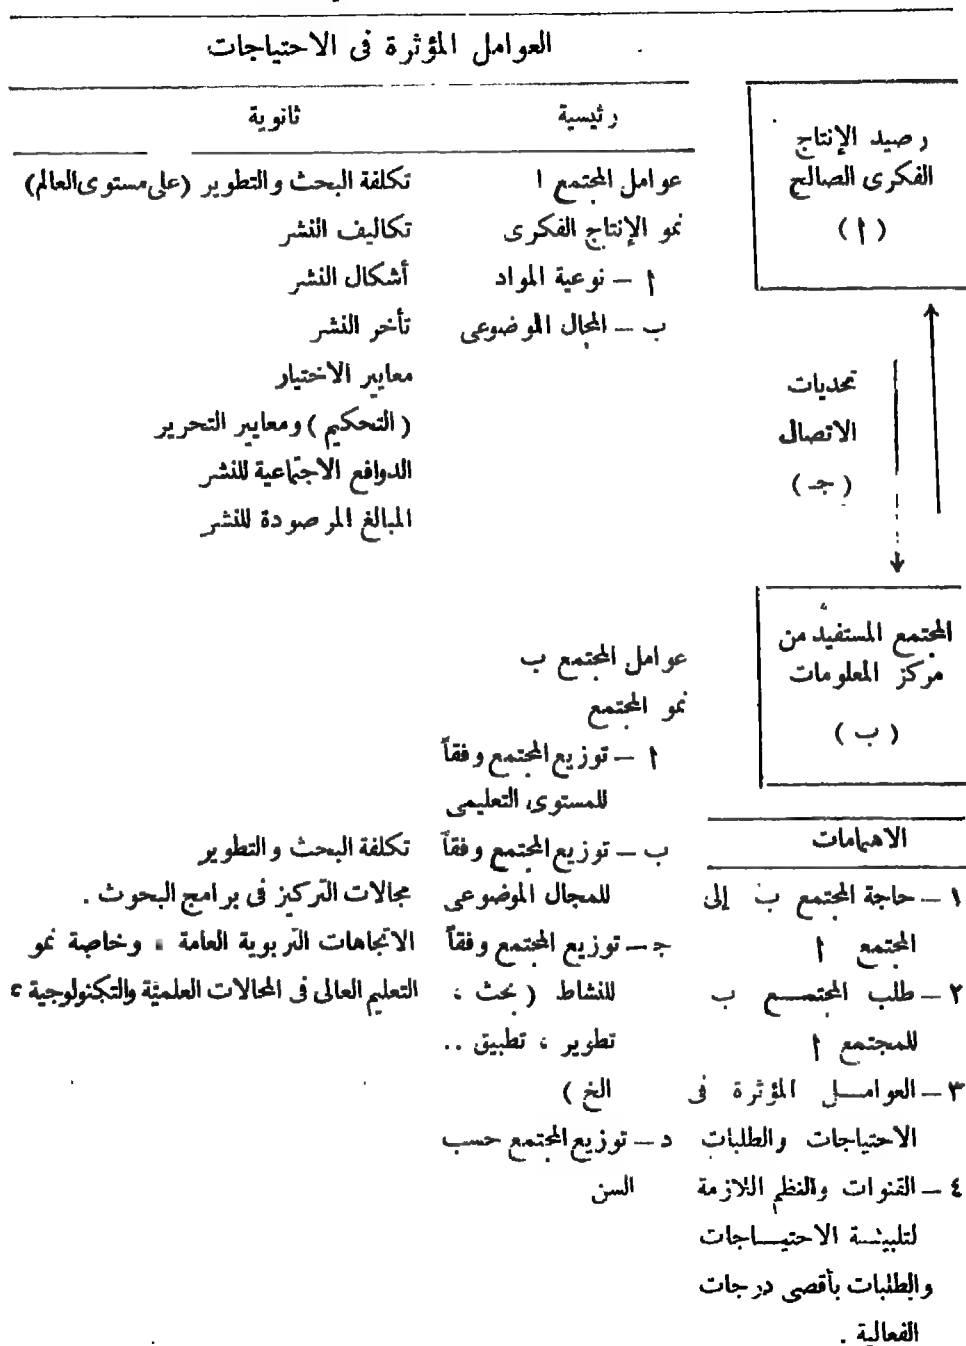 العوامل المؤثرة فى الاحتياجات
رئيسية
ثانوية
رصيد الإنتاج
الفكرى الصالح
( أ )
تحديات
الاتصال
( جـ )
المجتمع المستفيد من
مركز المعلومات
( ب )
الاهتمامات
١ – حاجة المجتمع ب إلى
المجتمع أ
٢ – طلب المجتمـــع ب
للمجتمع أ
٣ – العوامـــل المؤثرة فى
الاحتياجات والطلبات
٤ – القنوات والنظم اللازمة
لتلبيـــة الاحتيـــاجات
والطلبات بأقصى درجات
الفعالية .
عوامل المجتمع ا
نمو الإنتاج الفكرى
أ – نوعية المواد
ب – المجال الموضوعى
عوامل المجتمع ب
نمو المجتمع
أ – توزيع المجتمع وفقاً
للمستوى التعليمى
ب – توزيع المجتمع وفقاً
للمجال الموضوعى
جـ – توزيع المجتمع وفقاً
للنشاط ( بحث ،
تطوير ، تطبيق ..
الخ )
د – توزيع المجتمع حسب
السن
تكلفة البحث والتطوير (على مستوى العالم)
تكاليف النشر
أشكال النشر
تأخر النشر
معايير الاختيار
( التحكيم ) ومعايير التحرير
الدوافع الاجتماعية للنشر
المبالغ المرصودة للنشر
تكلفة البحث والتطوير
مجالات التركيز فى برامج البحوث .
الاتجاهات التربوية العامة ، وخاصة نمو
التعليم العالى فى المجالات العلمية والتكنولوجية ،